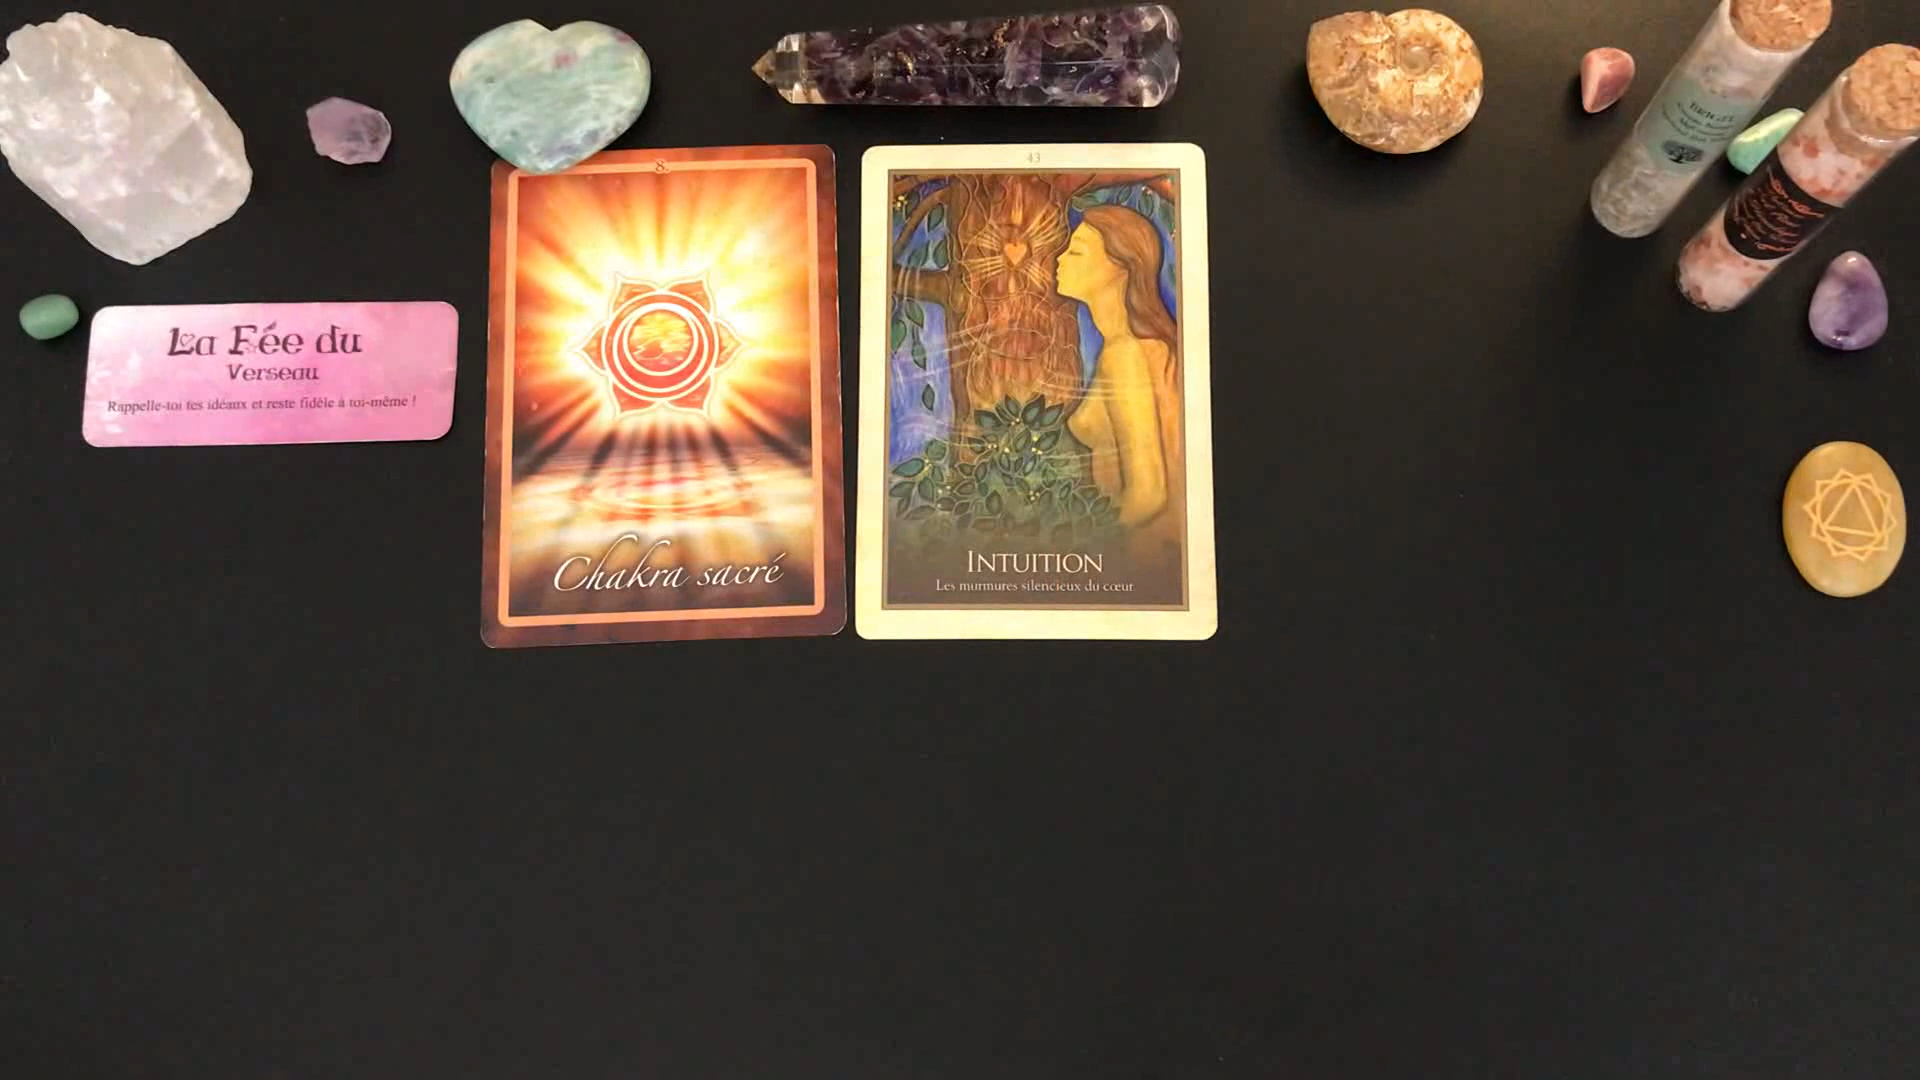 La Fée du
Verseau
Rappelle-toi tes idéaux et reste fidèle à toi-même !
8.
Chakra sacré
43
INTUITION
Les murmures silencieux du cœur